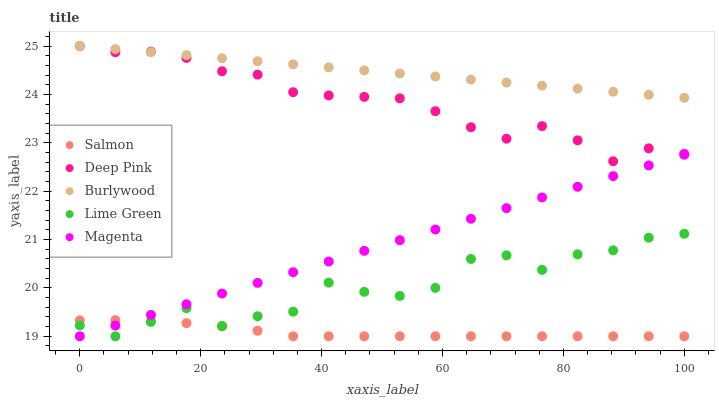 title
25
24
23
22
21
20
19
0 20 40 60 80 100
xaxis_label
yaxis_label
Salmon
Deep Pink
Burlywood
Lime Green
Magenta